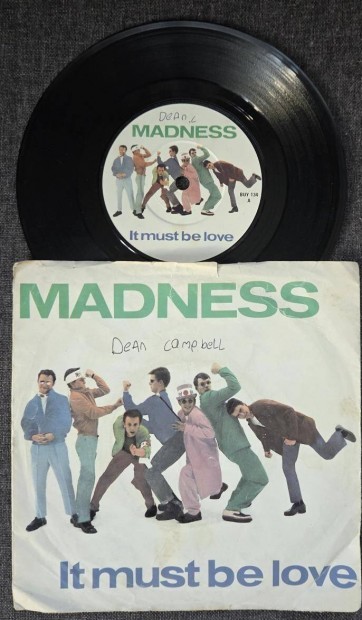 Dean C
MADNESS
BUY 134
A
It must be love
MADNESS
Dean Campbell
It must be love